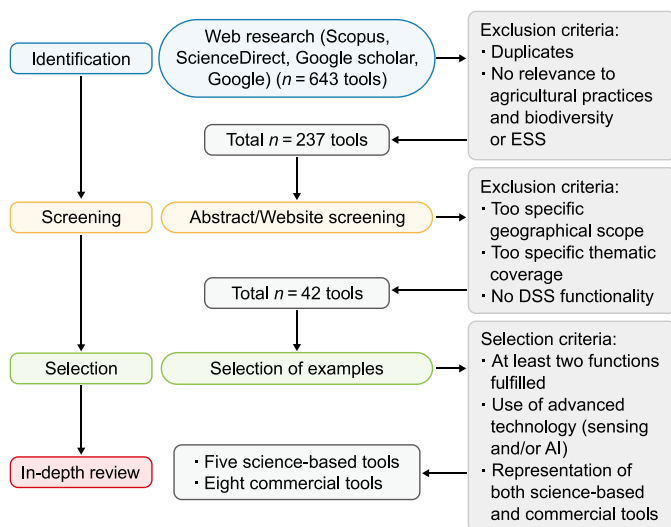 Identification
Web research (Scopus,
ScienceDirect, Google scholar,
Google) (n = 643 tools)
Exclusion criteria:
· Duplicates
· No relevance to
agricultural practices
and biodiversity
or ESS
Total n = 237 tools
Screening
Abstract/Website screening
Exclusion criteria:
· Too specific
geographical scope
· Too specific thematic
coverage
· No DSS functionality
Total n = 42 tools
Selection
Selection of examples
Selection criteria:
· At least two functions
fulfilled
· Use of advanced
technology (sensing
and/or AI)
· Representation of
both science-based
and commercial tools
In-depth review
· Five science-based tools
· Eight commercial tools